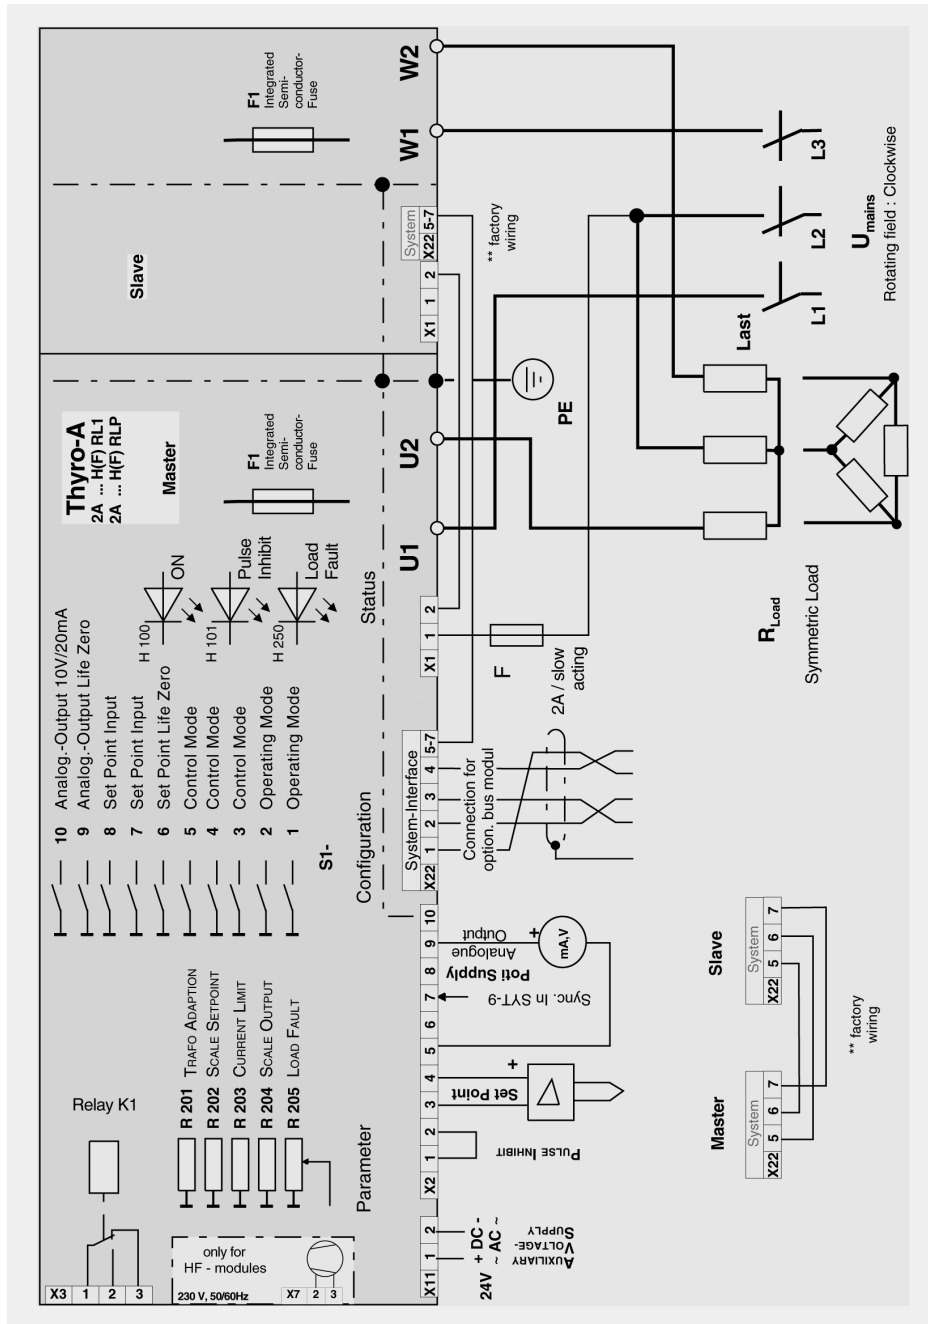 Thyro-A
2A ... H(F) RL1
2A ... H(F) RLP
Master
Slave
F1
Integrated
Semi-
conductor-
Fuse
F1
Integrated
Semi-
conductor-
Fuse
W2
W1
U2
U1
System
X22 5-7
X1 1 2
** factory
wiring
L3
L2
L1
U mains
Rotating field : Clockwise
Last
PE
R Load
Symmetric Load
H 100
ON
H 101
Pulse
Inhibit
H 250
Load
Fault
Status
X1 1 2
F
2A / slow
acting
10 Analog.-Output 10V/20mA
9 Analog.-Output Life Zero
8 Set Point Input
7 Set Point Input
6 Set Point Life Zero
5 Control Mode
4 Control Mode
3 Control Mode
2 Operating Mode
1 Operating Mode
S1-
Configuration
System-Interface
X22 1 2 3 4 5-7
Connection for
option. bus modul
R 201 TRAFO ADAPTION
R 202 SCALE SETPOINT
R 203 CURRENT LIMIT
R 204 SCALE OUTPUT
R 205 LOAD FAULT
Parameter
Relay K1
X2 1 2 3 4 5 6 7 8 9 10
PULSE INHIBIT
Set Point
+
Sync. In SYT-9
Poti Supply
Analogue
Output
+
mA,V
X11 1 2
24V
+ DC -
~ AC ~
AUXILIARY
VOLTAGE-
SUPPLY
X3 1 2 3
only for
HF - modules
230 V, 50/60Hz
X7 2 3
Slave
System
X22 5 6 7
Master
System
X22 5 6 7
** factory
wiring